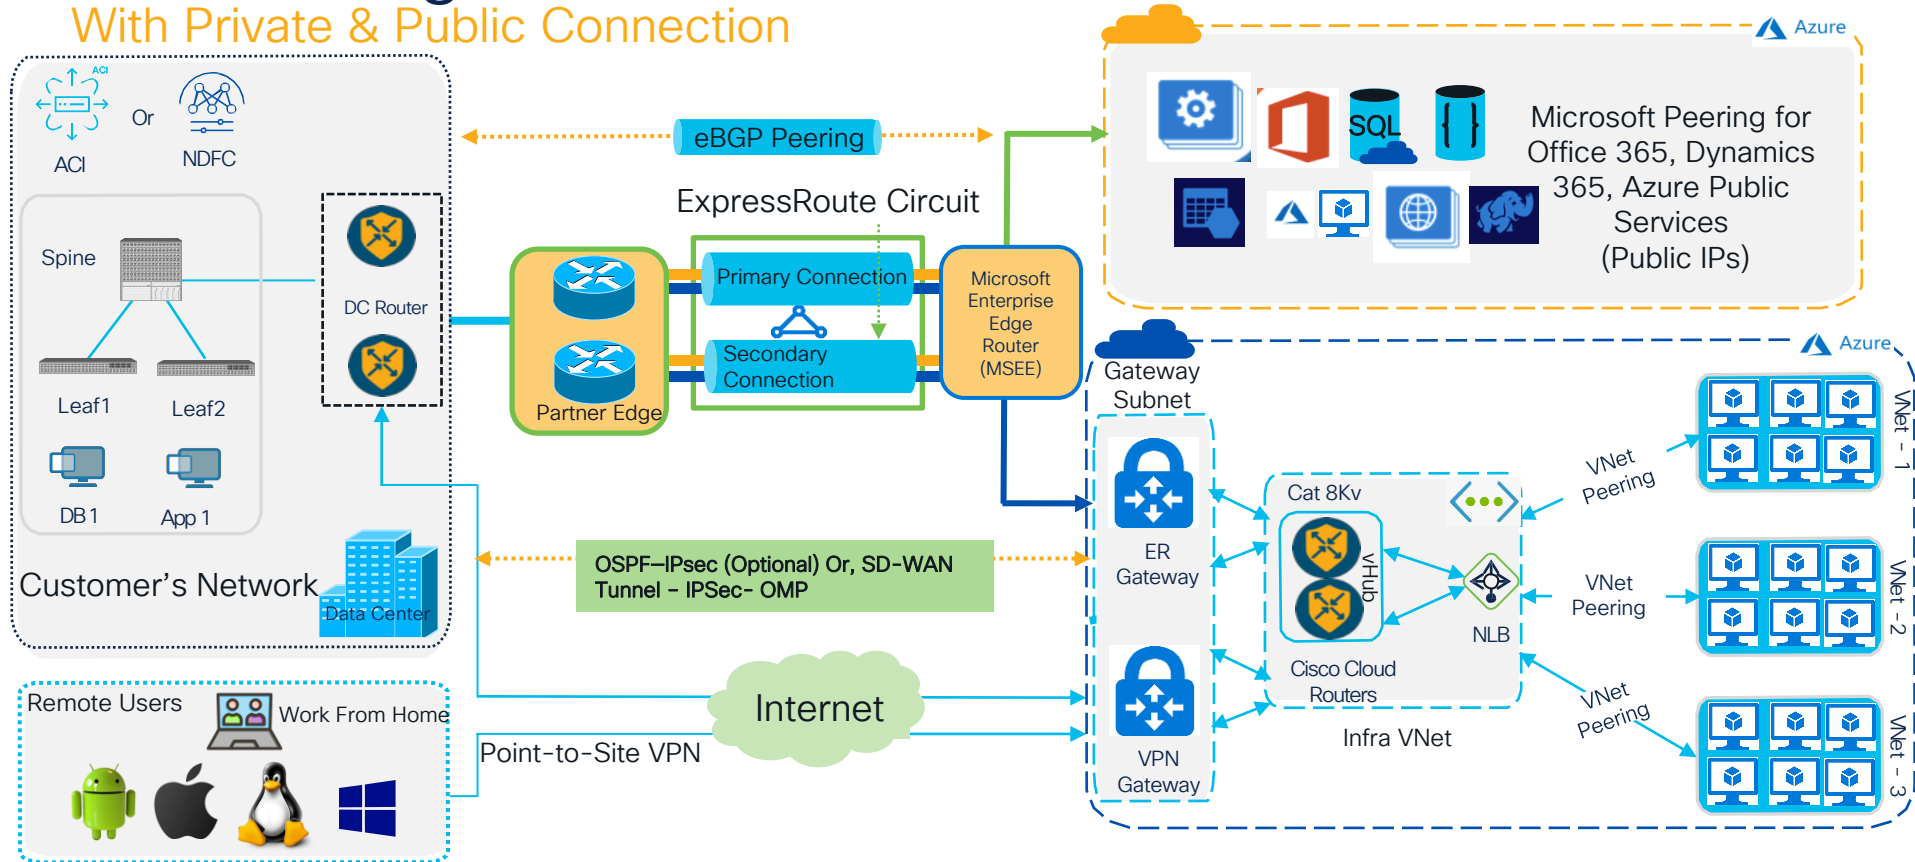 With Private & Public Connection
ACI
Or
ACI
NDFC
Spine
DC Router
Leaf1
Leaf2
DB1
App 1
Customer's Network
Data Center
Remote Users
Work From Home
eBGP Peering
ExpressRoute Circuit
Primary Connection
Secondary
Connection
Partner Edge
Microsoft
Enterprise
Edge
Router
(MSEE)
OSPF–IPsec (Optional) Or, SD-WAN
Tunnel - IPSec- OMP
Internet
Point-to-Site VPN
Azure
SQL
Microsoft Peering for
Office 365, Dynamics
365, Azure Public
Services
(Public IPs)
Azure
Gateway
Subnet
ER
Gateway
VPN
Gateway
Cat 8Kv
vHub
NLB
Cisco Cloud
Routers
Infra VNet
VNet
Peering
VNet
Peering
VNet
Peering
VNet - 1
VNet - 2
VNet - 3